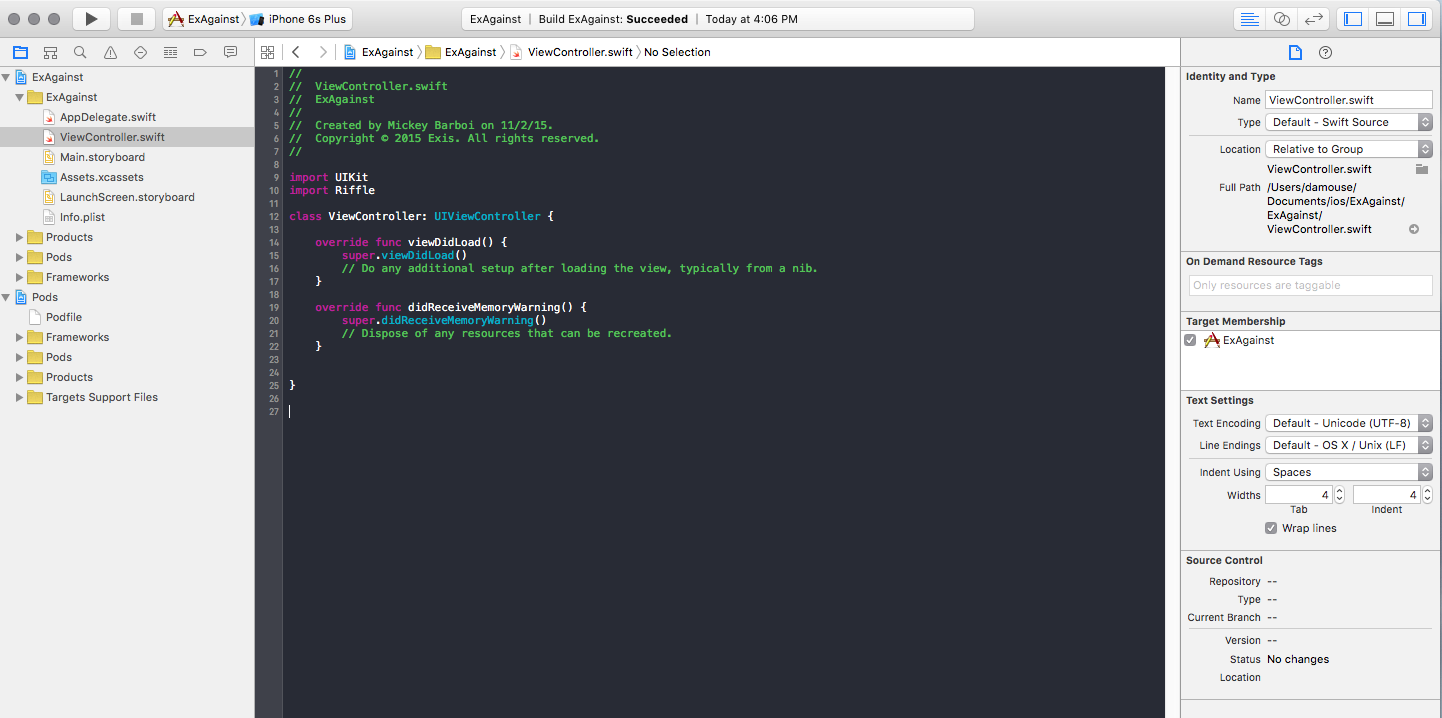 ExAgainst iPhone 6s Plus
ExAgainst | Build ExAgainst: Succeeded | Today at 4:06 PM
ExAgainst ExAgainst ViewController.swift No Selection
ExAgainst
ExAgainst
AppDelegate.swift
ViewController.swift
Main.storyboard
Assets.xcassets
LaunchScreen.storyboard
Info.plist
Products
Pods
Frameworks
Pods
Podfile
Frameworks
Pods
Products
Targets Support Files
1 //
2 //  ViewController.swift
3 //  ExAgainst
4 //
5 //  Created by Mickey Barboi on 11/2/15.
6 //  Copyright © 2015 Exis. All rights reserved.
7 //
8
9 import UIKit
10 import Riffle
11
12 class ViewController: UIViewController {
13
14     override func viewDidLoad() {
15         super.viewDidLoad()
16         // Do any additional setup after loading the view, typically from a nib.
17     }
18
19     override func didReceiveMemoryWarning() {
20         super.didReceiveMemoryWarning()
21         // Dispose of any resources that can be recreated.
22     }
23
24
25 }
26
27
Identity and Type
Name ViewController.swift
Type Default - Swift Source
Location Relative to Group
ViewController.swift
Full Path /Users/damouse/
Documents/ios/ExAgainst/
ExAgainst/
ViewController.swift
On Demand Resource Tags
Only resources are taggable
Target Membership
ExAgainst
Text Settings
Text Encoding Default - Unicode (UTF-8)
Line Endings Default - OS X / Unix (LF)
Indent Using Spaces
Widths 4 4
Tab Indent
Wrap lines
Source Control
Repository --
Type --
Current Branch --
Version --
Status No changes
Location